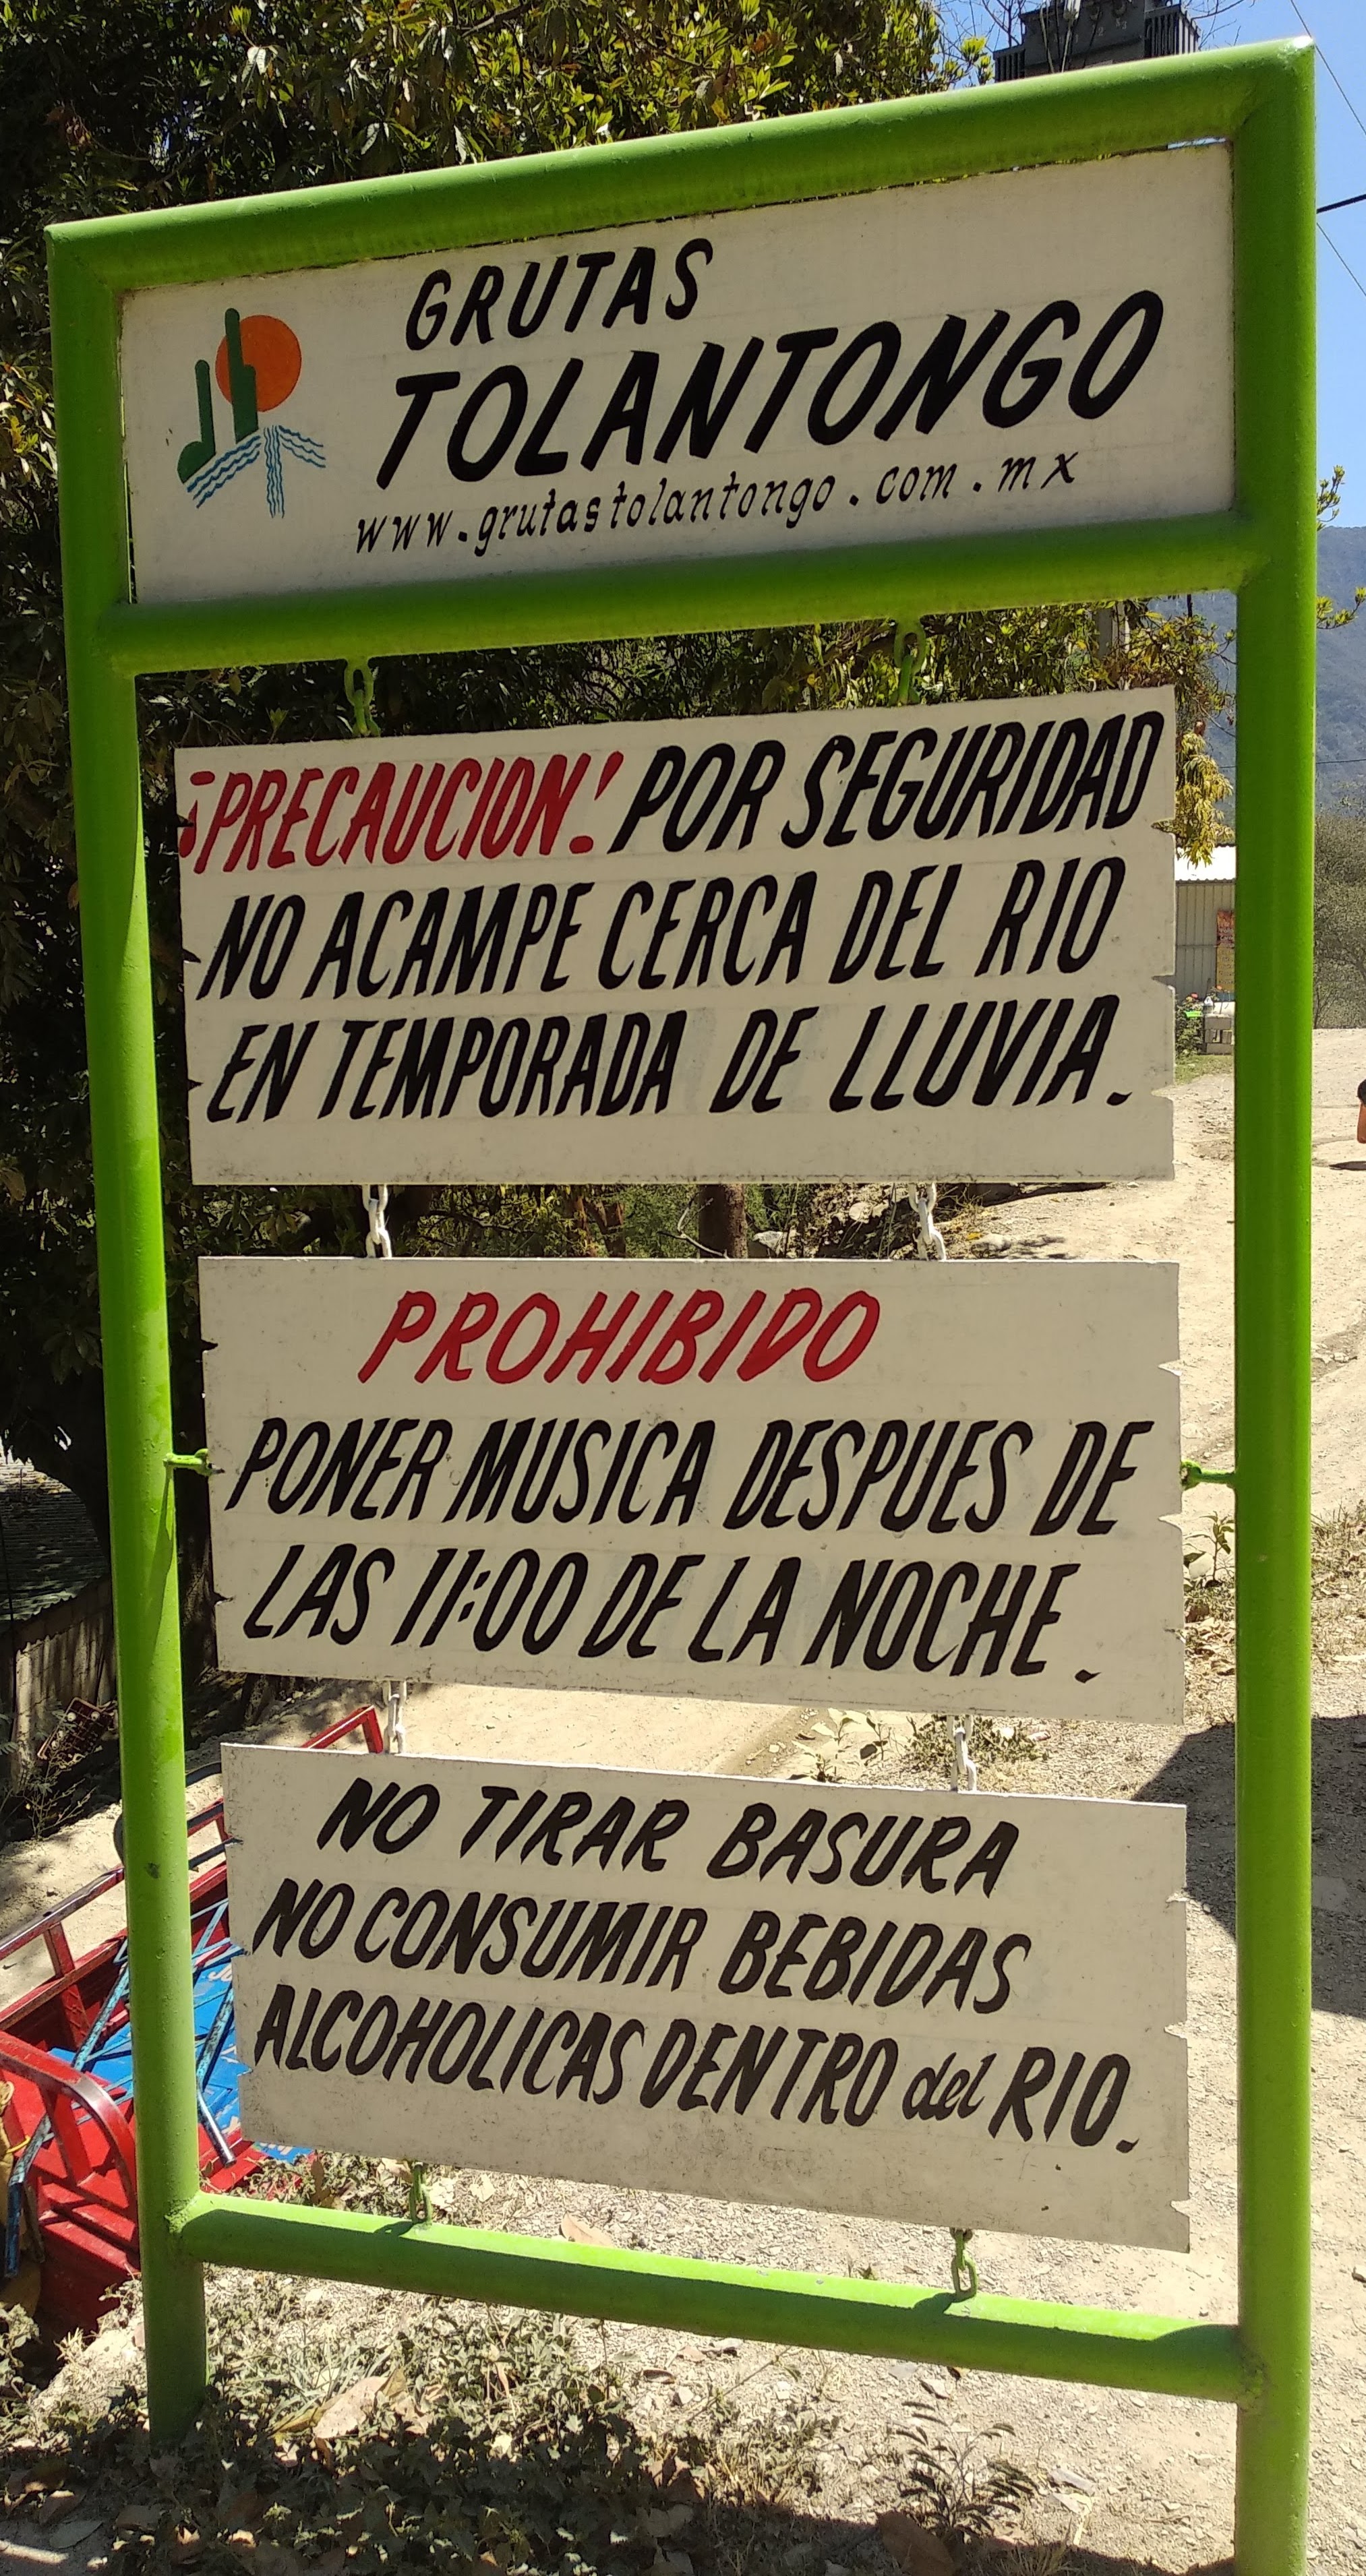 GRUTAS
TOLANTONGO
www.grutastolantongo.com.mx
¡PRECAUCION! POR SEGURIDAD
NO ACAMPE CERCA DEL RIO
EN TEMPORADA DE LLUVIA.
PROHIBIDO
PONER MUSICA DESPUES DE
LAS 11:00 DE LA NOCHE.
NO TIRAR BASURA
NO CONSUMIR BEBIDAS
ALCOHOLICAS DENTRO del RIO.